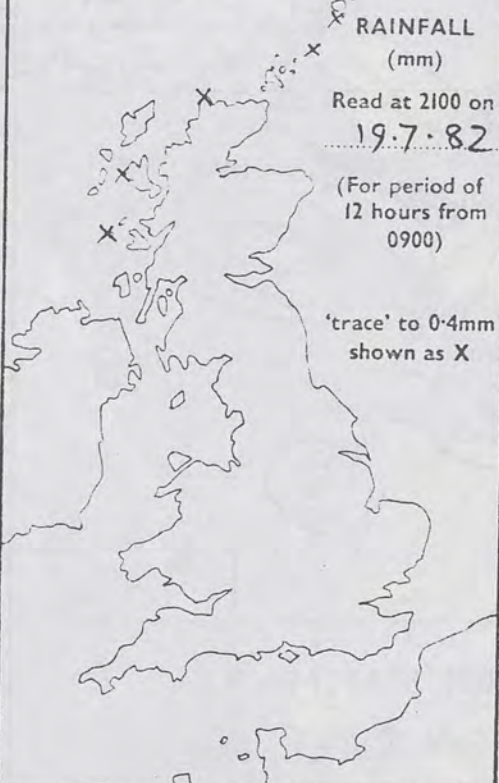 RAINFALL
(mm)
Read at 2100 on
19.7.82
(For period of
12 hours from
0900)
'trace' to 0·4mm
shown as X